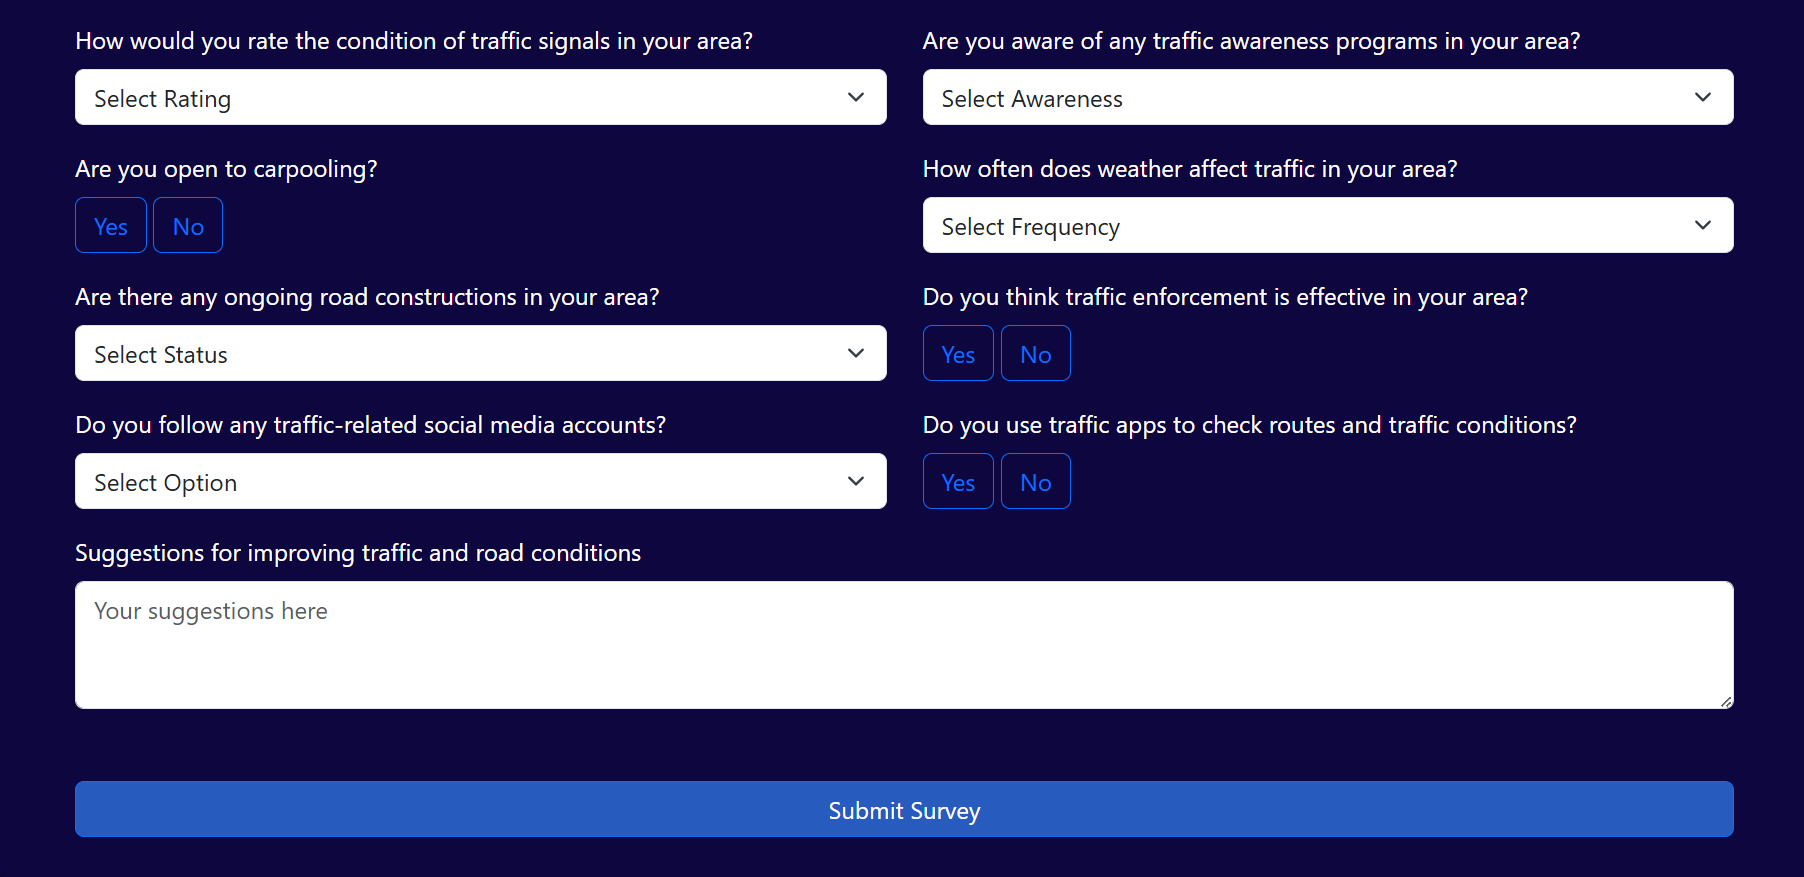 How would you rate the condition of traffic signals in your area?
Select Rating
Are you aware of any traffic awareness programs in your area?
Select Awareness
Are you open to carpooling?
Yes No
How often does weather affect traffic in your area?
Select Frequency
Are there any ongoing road constructions in your area?
Select Status
Do you think traffic enforcement is effective in your area?
Yes No
Do you follow any traffic-related social media accounts?
Select Option
Do you use traffic apps to check routes and traffic conditions?
Yes No
Suggestions for improving traffic and road conditions
Your suggestions here
Submit Survey